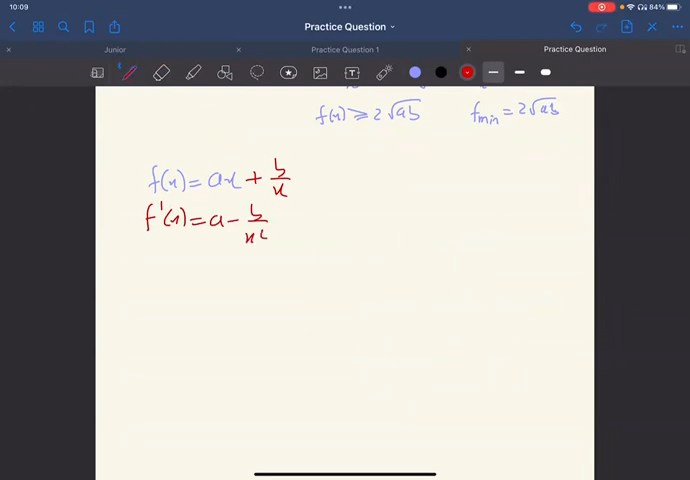 10:09
84%
Practice Question
Junior
Practice Question 1
Practice Question
f(x) ⩾ 2√ab
fmin = 2√ab
f(x) = ax + b/x
f'(x) = a - b/x²